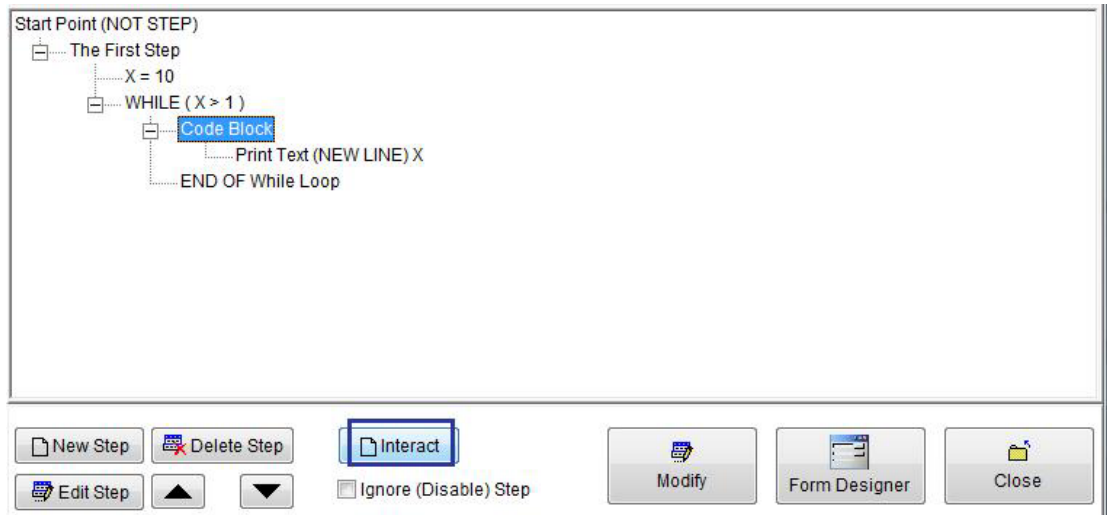 Start Point (NOT STEP)
The First Step
X = 10
WHILE ( X > 1 )
Code Block
Print Text (NEW LINE) X
END OF While Loop
New Step
Delete Step
Interact
Edit Step
Ignore (Disable) Step
Modify
Form Designer
Close